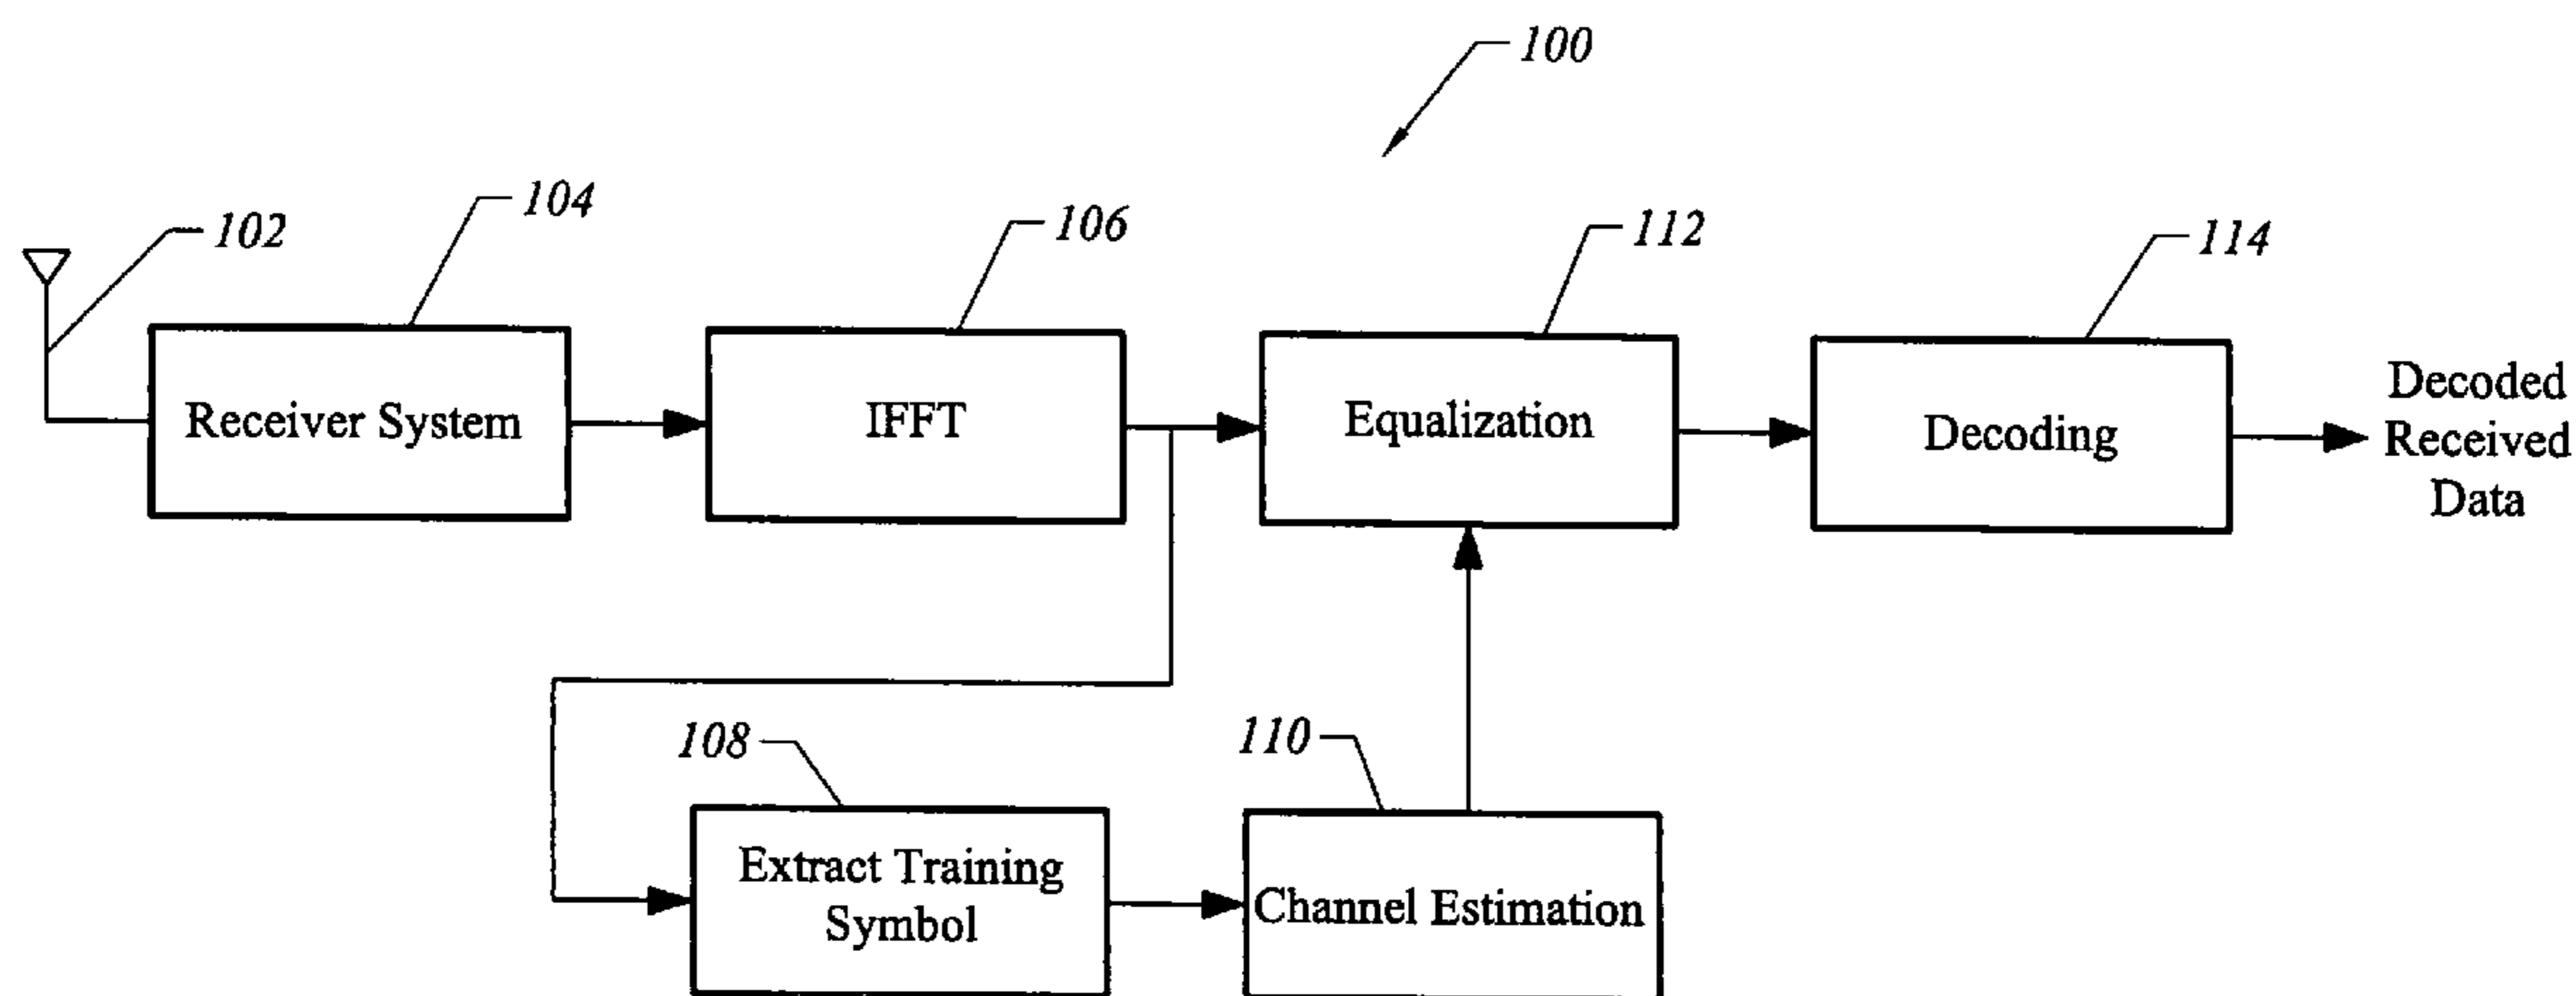 100
102
104
106
112
114
Receiver System
IFFT
Equalization
Decoding
Decoded
Received
Data
108
110
Extract Training
Symbol
Channel Estimation